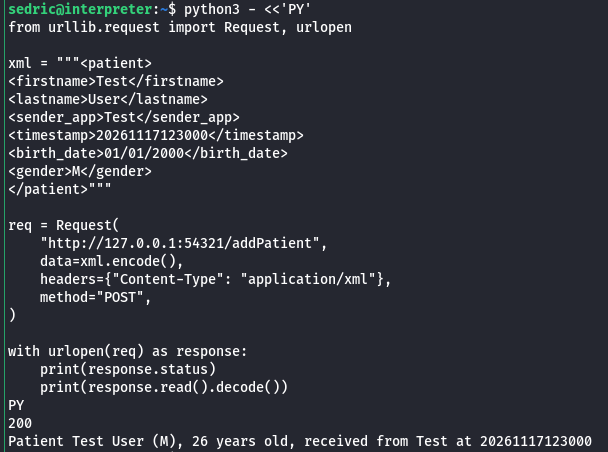 sedric@interpreter:~$ python3 - <<'PY'
from urllib.request import Request, urlopen

xml = """<patient>
<firstname>Test</firstname>
<lastname>User</lastname>
<sender_app>Test</sender_app>
<timestamp>20261117123000</timestamp>
<birth_date>01/01/2000</birth_date>
<gender>M</gender>
</patient>"""

req = Request(
    "http://127.0.0.1:54321/addPatient",
    data=xml.encode(),
    headers={"Content-Type": "application/xml"},
    method="POST",
)

with urlopen(req) as response:
    print(response.status)
    print(response.read().decode())
PY
200
Patient Test User (M), 26 years old, received from Test at 20261117123000